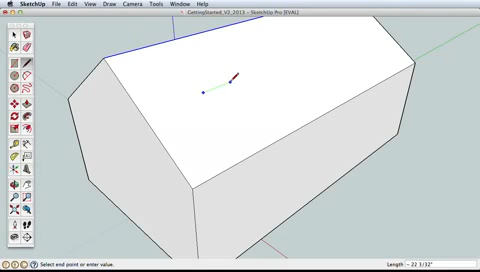 SketchUp File Edit View Camera Draw Tools Window Help
GettingStarted_V2_2013 – SketchUp Pro [EVAL]
Select end point or enter value.
Length ~ 22 1/32"